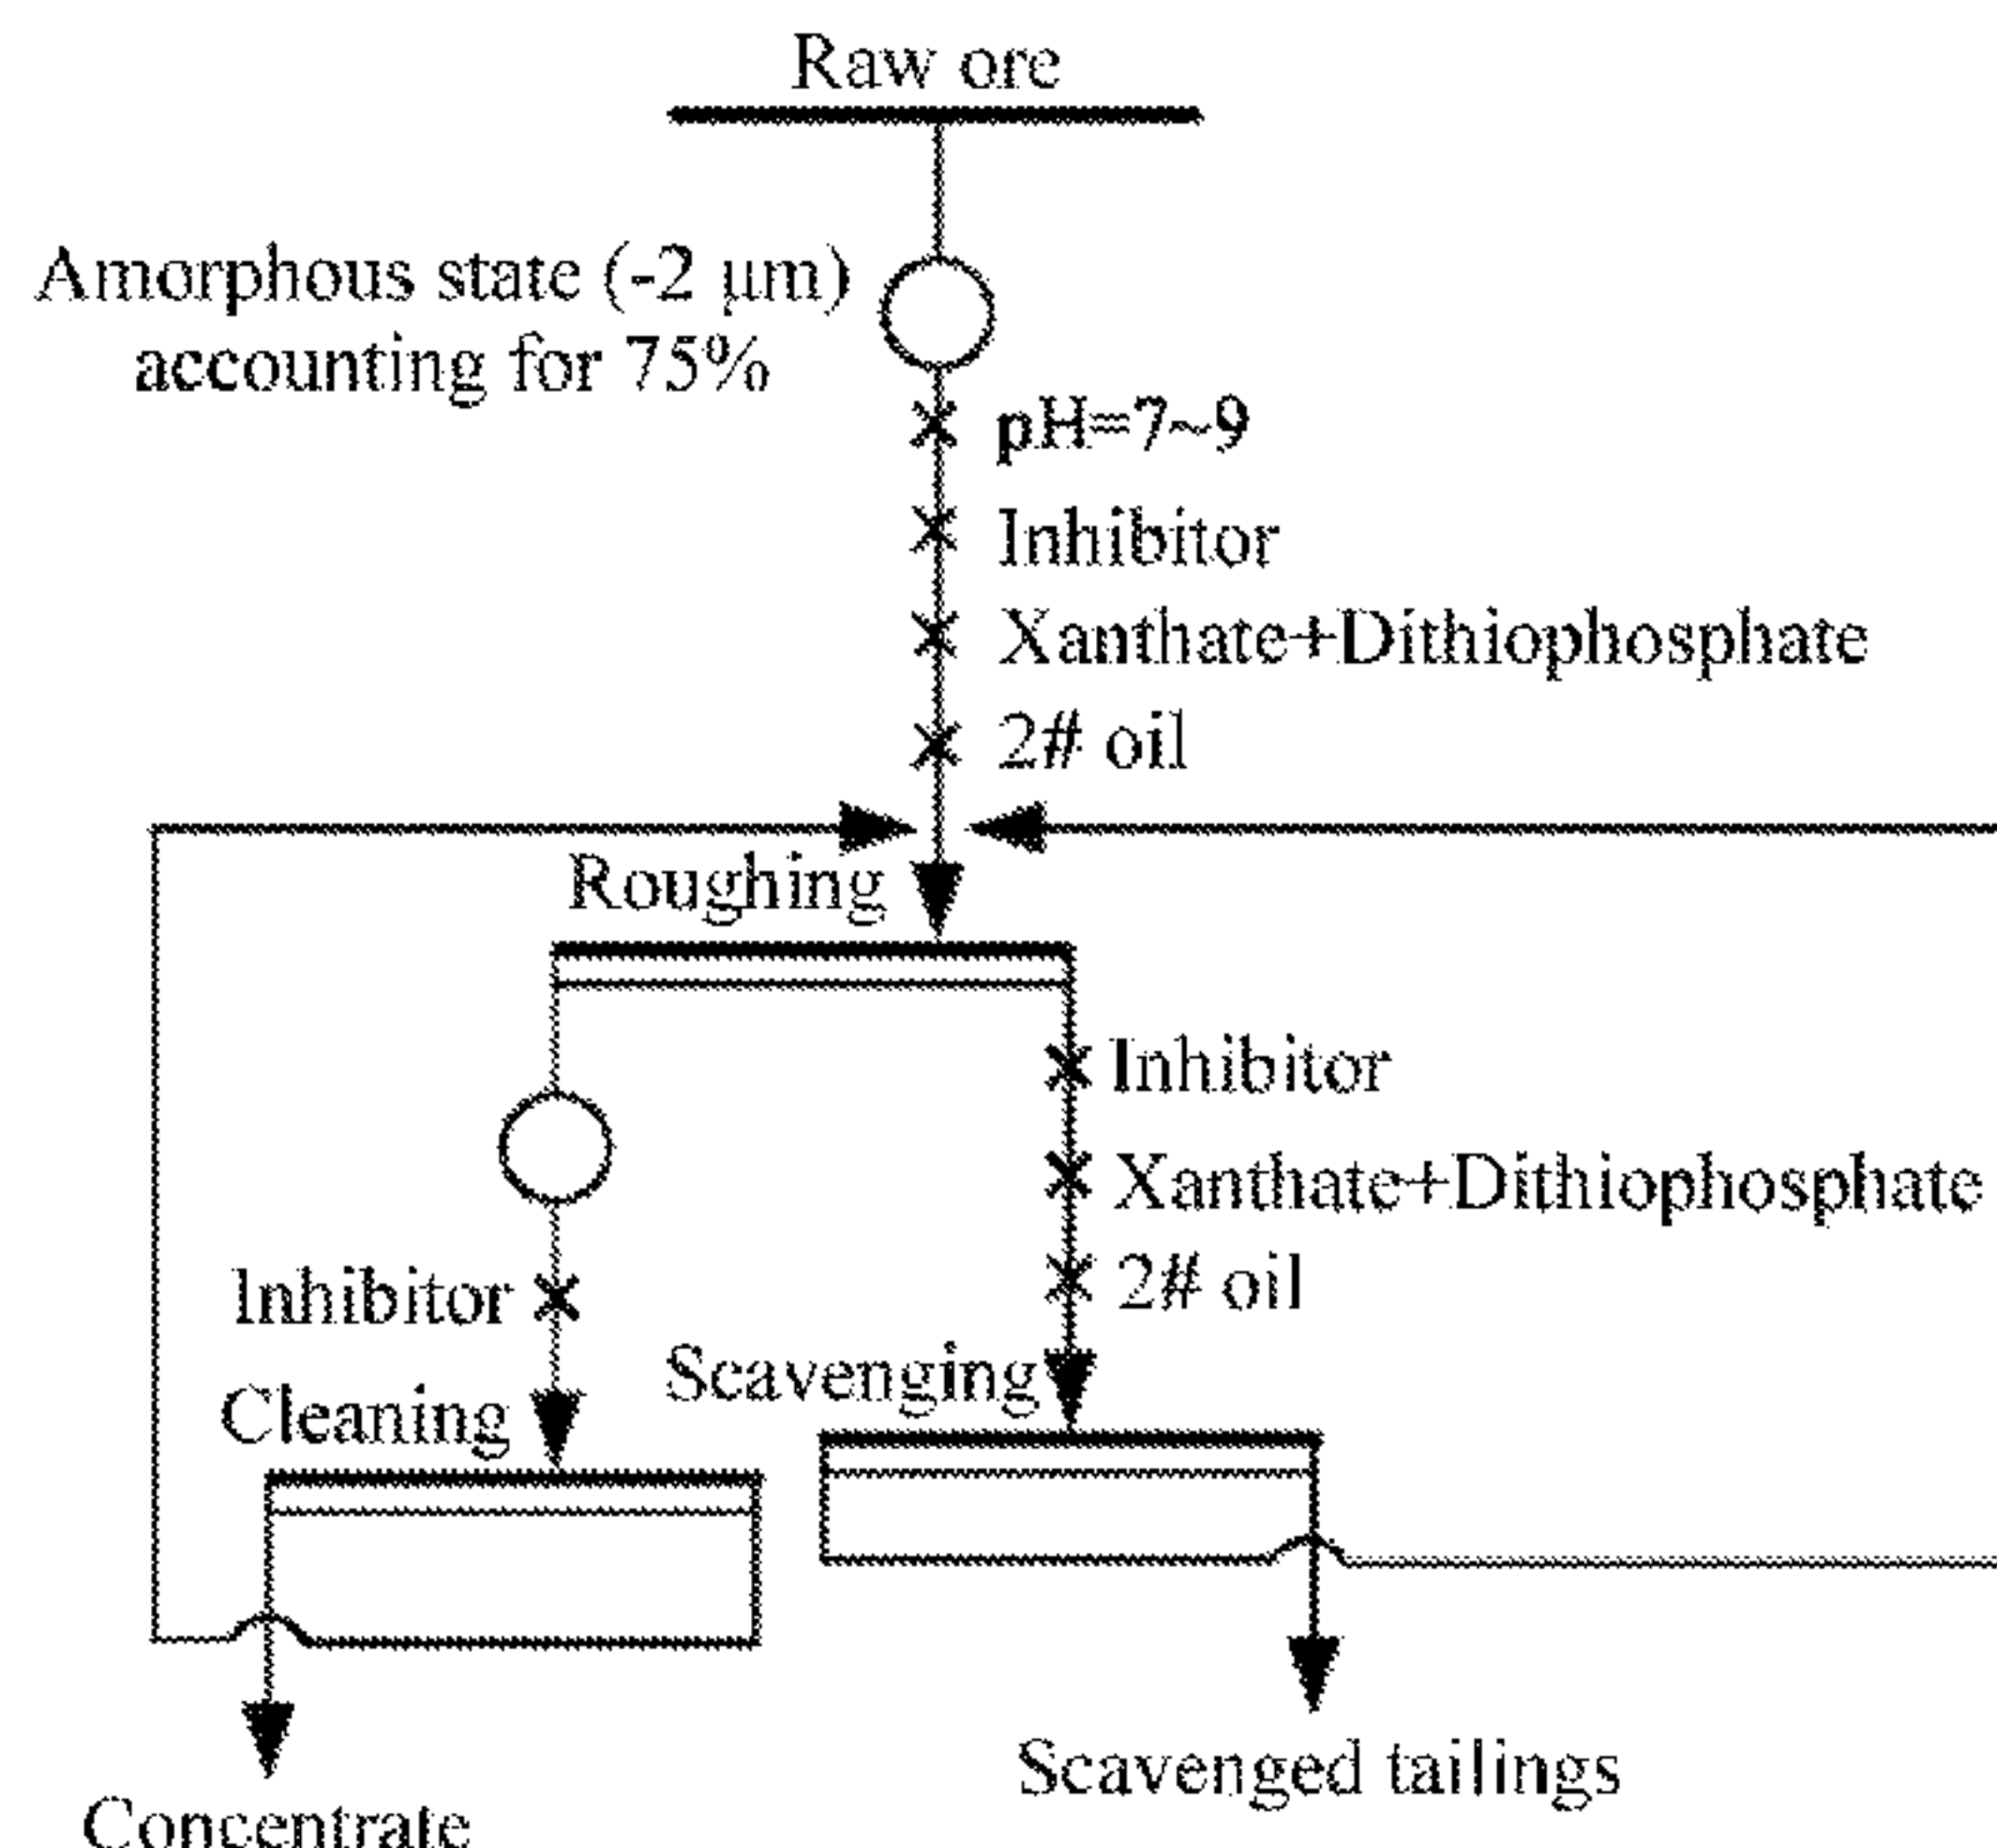 Raw ore
Amorphous state (-2 μm)
accounting for 75%
pH=7~9
Inhibitor
Xanthate+Dithiophosphate
2# oil
Roughing
Inhibitor
Xanthate+Dithiophosphate
2# oil
Inhibitor
Scavenging
Cleaning
Scavenged tailings
Concentrate